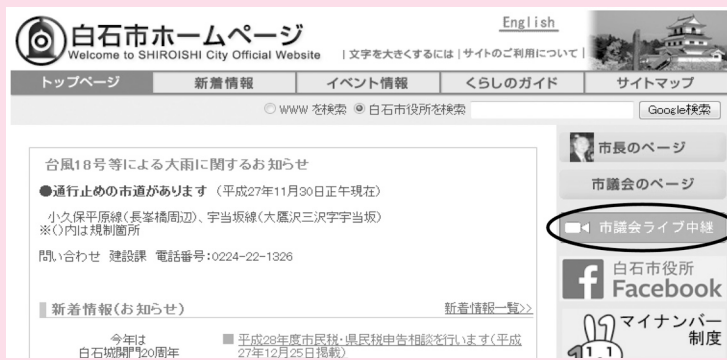 English
白石市ホームページ
Welcome to SHIROISHI City Official Website
|文字を大きくするには|サイトのご利用について|
トップページ
新着情報
イベント情報
くらしのガイド
サイトマップ
WWW を検索 白石市役所を検索 Google検索
台風18号等による大雨に関するお知らせ
●通行止めの市道があります(平成27年11月30日正午現在)
小久保平原線(長峯橋周辺)、宇当坂線(大鷹沢三沢字宇当坂)
※()内は規制箇所
問い合わせ 建設課 電話番号:0224-22-1326
新着情報(お知らせ)
新着情報一覧>>
今年は
白石城開門20周年
平成28年度市民税・県民税申告相談を行います(平成
27年12月25日掲載)
市長のページ
市議会のページ
市議会ライブ中継
白石市役所
Facebook
マイナンバー
制度